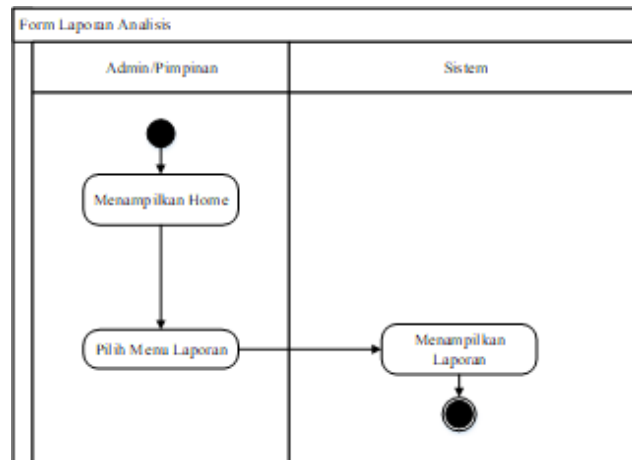 Form Laporan Analisis
Admin/Pimpinan
Sistem
Menampilkan Home
Pilih Menu Laporan
Menampilkan
Laporan